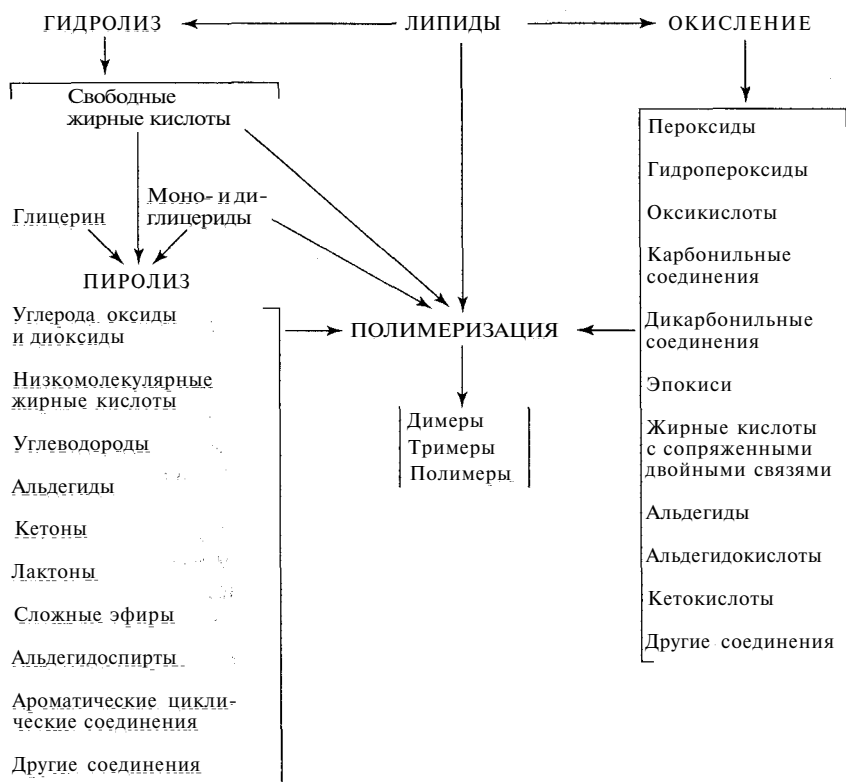 ГИДРОЛИЗ
ЛИПИДЫ
ОКИСЛЕНИЕ
Свободные
жирные кислоты
Глицерин
Моно- и ди-
глицериды
ПИРОЛИЗ
Углерода оксиды
и диоксиды
Низкомолекулярные
жирные кислоты
Углеводороды
Альдегиды
Кетоны
Лактоны
Сложные эфиры
Альдегидоспирты
Ароматические цикли-
ческие соединения
Другие соединения
ПОЛИМЕРИЗАЦИЯ
Димеры
Тримеры
Полимеры
Пероксиды
Гидропероксиды
Оксикислоты
Карбонильные
соединения
Дикарбонильные
соединения
Эпокиси
Жирные кислоты
с сопряженными
двойными связями
Альдегиды
Альдегидокислоты
Кетокислоты
Другие соединения